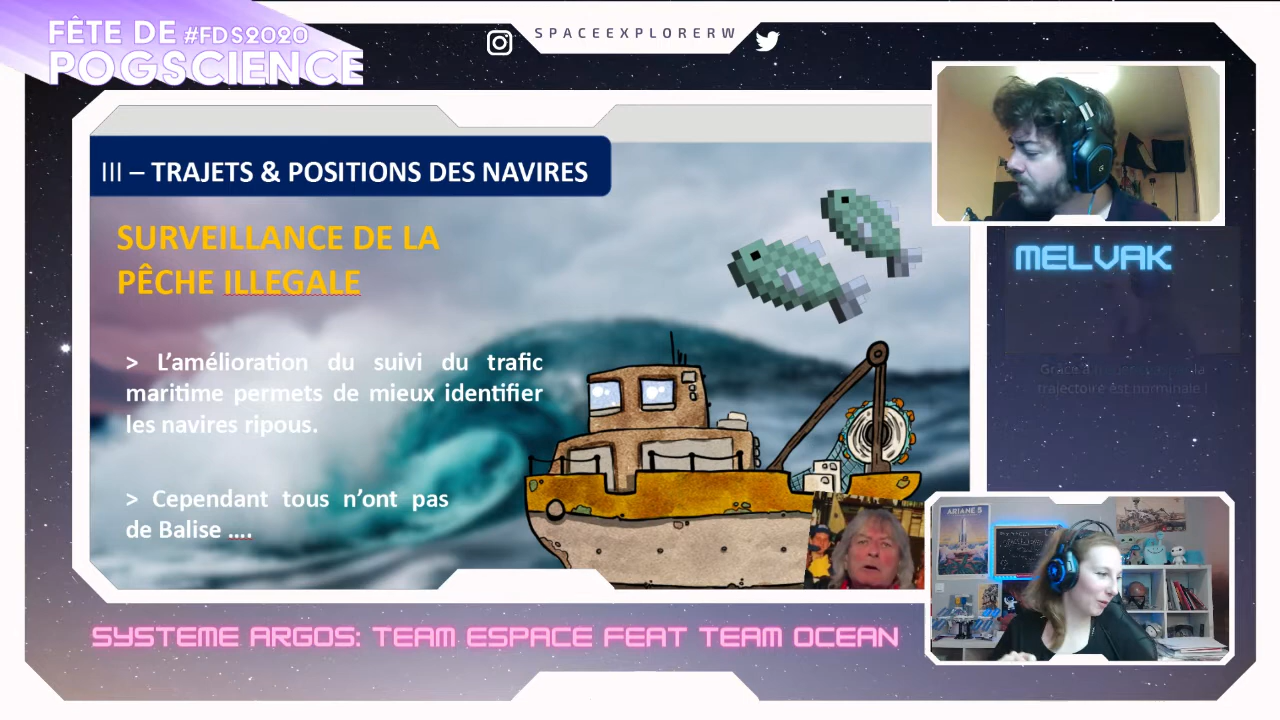 FÊTE DE #FDS2020
POGSCIENCE
SPACEEXPLORERW
III – TRAJETS & POSITIONS DES NAVIRES
SURVEILLANCE DE LA
PÊCHE ILLEGALE
> L'amélioration du suivi du trafic
maritime permets de mieux identifier
les navires ripous.
> Cependant tous n'ont pas
de Balise ....
MELVAK
trajectoire est norminale !
ARIANE 5
SYSTEME ARGOS: TEAM ESPACE FEAT TEAM OCEAN